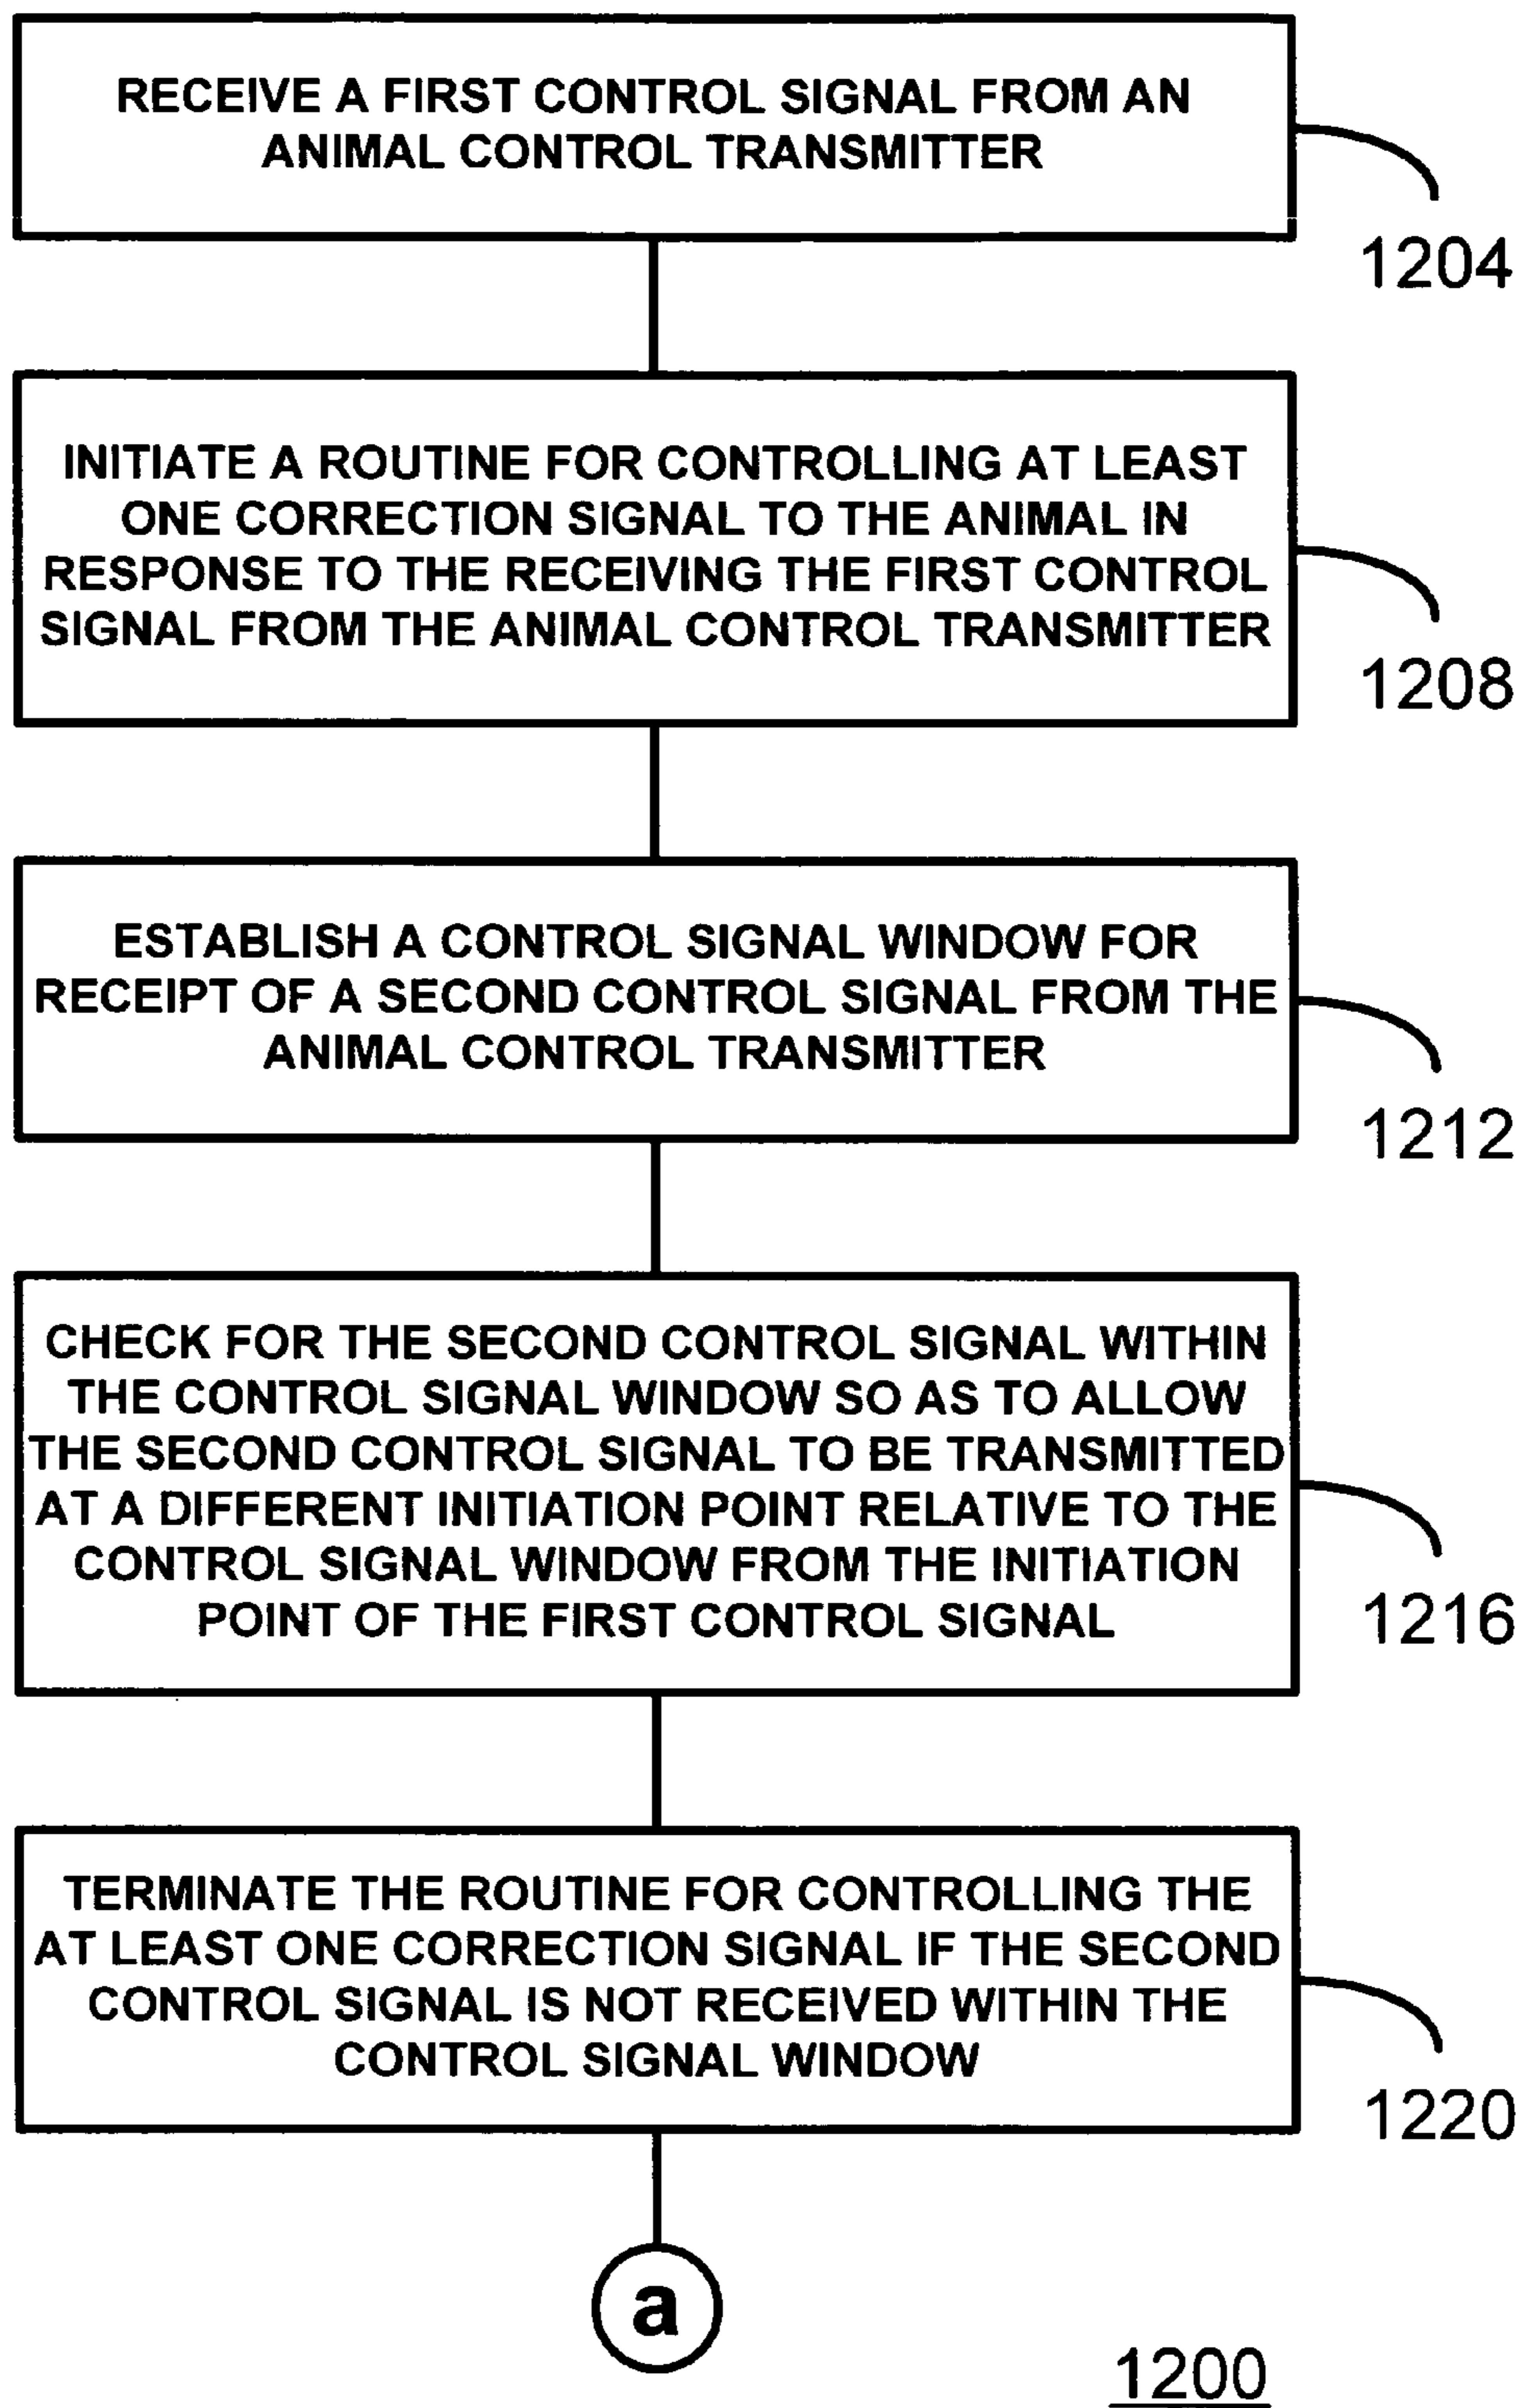 RECEIVE A FIRST CONTROL SIGNAL FROM AN
ANIMAL CONTROL TRANSMITTER
1204
INITIATE A ROUTINE FOR CONTROLLING AT LEAST
ONE CORRECTION SIGNAL TO THE ANIMAL IN
RESPONSE TO THE RECEIVING THE FIRST CONTROL
SIGNAL FROM THE ANIMAL CONTROL TRANSMITTER
1208
ESTABLISH A CONTROL SIGNAL WINDOW FOR
RECEIPT OF A SECOND CONTROL SIGNAL FROM THE
ANIMAL CONTROL TRANSMITTER
1212
CHECK FOR THE SECOND CONTROL SIGNAL WITHIN
THE CONTROL SIGNAL WINDOW SO AS TO ALLOW
THE SECOND CONTROL SIGNAL TO BE TRANSMITTED
AT A DIFFERENT INITIATION POINT RELATIVE TO THE
CONTROL SIGNAL WINDOW FROM THE INITIATION
POINT OF THE FIRST CONTROL SIGNAL
1216
TERMINATE THE ROUTINE FOR CONTROLLING THE
AT LEAST ONE CORRECTION SIGNAL IF THE SECOND
CONTROL SIGNAL IS NOT RECEIVED WITHIN THE
CONTROL SIGNAL WINDOW
1220
a
1200